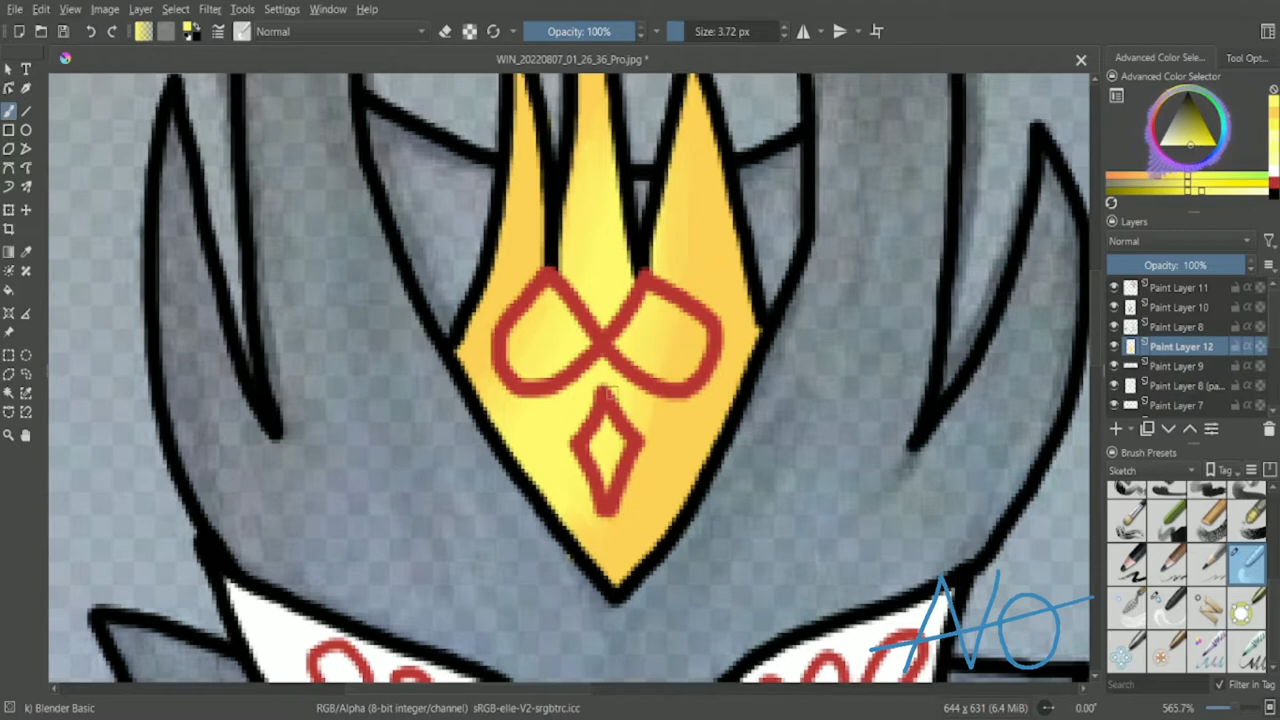 File Edit View Image Layer Select Filter Tools Settings Window Help
Normal Opacity: 100% Size: 3.72 px
WIN_20220807_01_26_36_Pro.jpg *
Advanced Color Sele... Tool Opt...
Advanced Color Selector
Layers
Normal
Opacity: 100%
Paint Layer 11
Paint Layer 10
Paint Layer 8
Paint Layer 12
Paint Layer 9
Paint Layer 8 (pa...
Paint Layer 7
Brush Presets
Sketch Tag
Search Filter in Tag
k) Blender Basic RGB/Alpha (8-bit integer/channel) sRGB-elle-V2-srgbtrc.icc 644 x 631 (6.4 MiB) 0.00° 565.7%